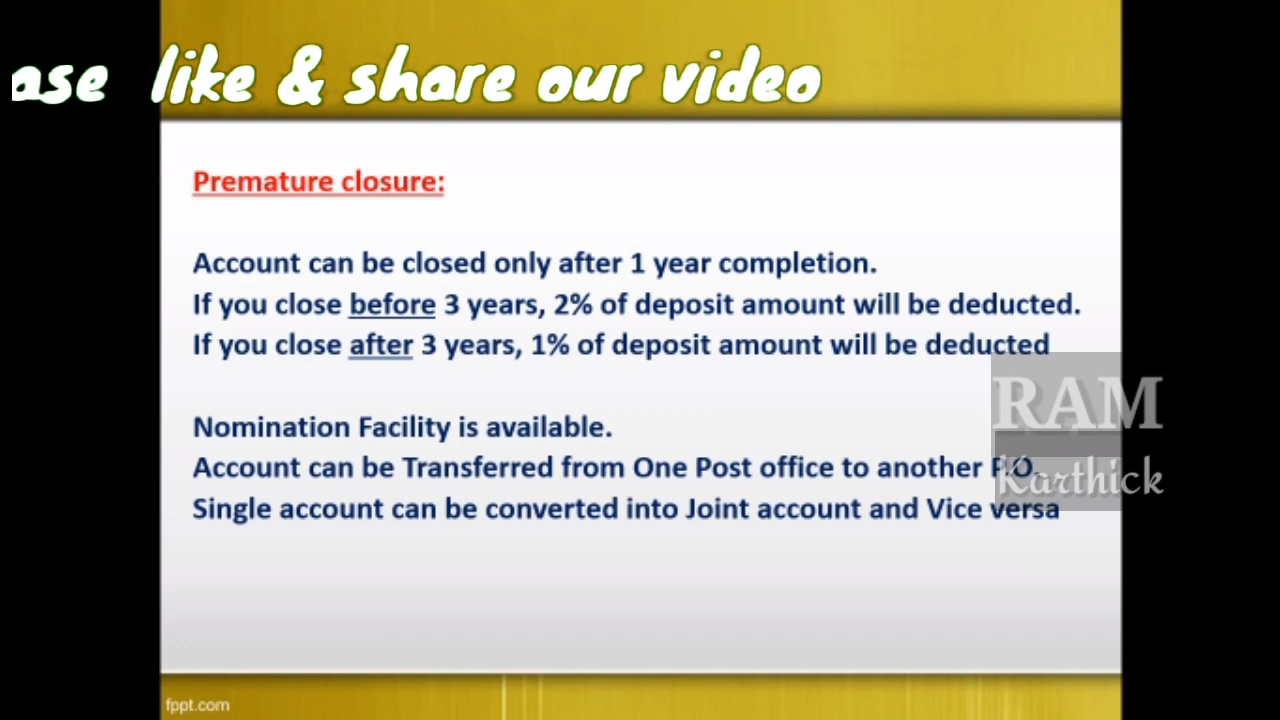 ase like & share our video
Premature closure:
Account can be closed only after 1 year completion.
If you close before 3 years, 2% of deposit amount will be deducted.
If you close after 3 years, 1% of deposit amount will be deducted
Nomination Facility is available.
Account can be Transferred from One Post office to another P.O.
Single account can be converted into Joint account and Vice versa
RAM
Karthick
fppt.com